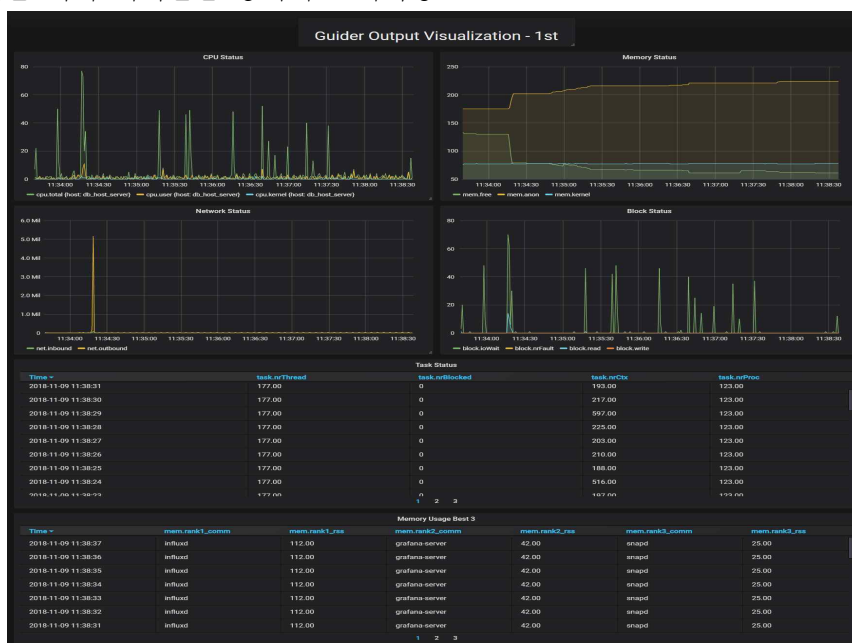 Guider Output Visualization - 1st
CPU Status
80
60
40
20
0
11:34:00 11:34:30 11:35:00 11:35:30 11:36:00 11:36:30 11:37:00 11:37:30 11:38:00 11:38:30
cpu.total {host: db_host_server} cpu.user {host: db_host_server} cpu.kernel {host: db_host_server}
Memory Status
250
200
150
100
50
11:34:00 11:34:30 11:35:00 11:35:30 11:36:00 11:36:30 11:37:00 11:37:30 11:38:00 11:38:30
mem.free mem.anon mem.kernel
Network Status
6.0 Mil
5.0 Mil
4.0 Mil
3.0 Mil
2.0 Mil
1.0 Mil
0
11:34:00 11:34:30 11:35:00 11:35:30 11:36:00 11:36:30 11:37:00 11:37:30 11:38:00 11:38:30
net.inbound net.outbound
Block Status
80
60
40
20
0
11:34:00 11:34:30 11:35:00 11:35:30 11:36:00 11:36:30 11:37:00 11:37:30 11:38:00 11:38:30
block.ioWait block.nrFault block.read block.write
Task Status
Time task.nrThread task.nrBlocked task.nrCtx task.nrProc
2018-11-09 11:38:31 177.00 0 193.00 123.00
2018-11-09 11:38:30 177.00 0 217.00 123.00
2018-11-09 11:38:29 177.00 0 597.00 123.00
2018-11-09 11:38:28 177.00 0 225.00 123.00
2018-11-09 11:38:27 177.00 0 203.00 123.00
2018-11-09 11:38:26 177.00 0 210.00 123.00
2018-11-09 11:38:25 177.00 0 188.00 123.00
2018-11-09 11:38:24 177.00 0 516.00 123.00
2018-11-09 11:38:23 177.00 0 197.00 123.00
1 2 3
Memory Usage Best 3
Time mem.rank1_comm mem.rank1_rss mem.rank2_comm mem.rank2_rss mem.rank3_comm mem.rank3_rss
2018-11-09 11:38:37 influxd 112.00 grafana-server 42.00 snapd 25.00
2018-11-09 11:38:36 influxd 112.00 grafana-server 42.00 snapd 25.00
2018-11-09 11:38:35 influxd 112.00 grafana-server 42.00 snapd 25.00
2018-11-09 11:38:34 influxd 112.00 grafana-server 42.00 snapd 25.00
2018-11-09 11:38:33 influxd 112.00 grafana-server 42.00 snapd 25.00
2018-11-09 11:38:32 influxd 112.00 grafana-server 42.00 snapd 25.00
2018-11-09 11:38:31 influxd 112.00 grafana-server 42.00 snapd 25.00
1 2 3